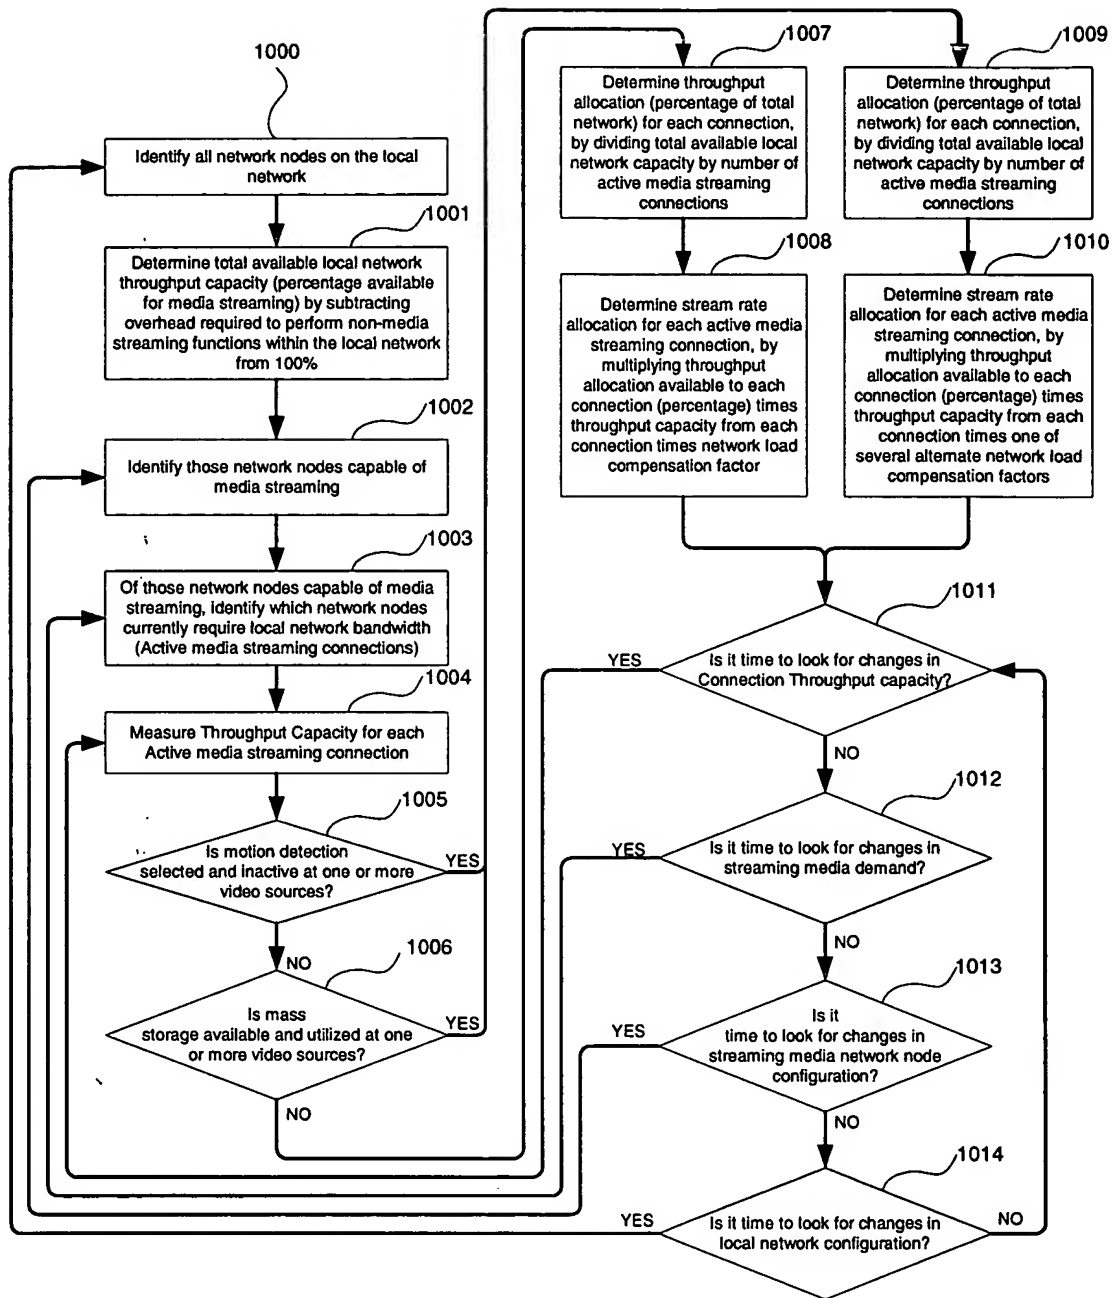 1000
Identify all network nodes on the local
network
1001
Determine total available local network
throughput capacity (percentage available
for media streaming) by subtracting
overhead required to perform non-media
streaming functions within the local network
from 100%
1002
Identify those network nodes capable of
media streaming
1003
Of those network nodes capable of media
streaming, identify which network nodes
currently require local network bandwidth
(Active media streaming connections)
1004
Measure Throughput Capacity for each
Active media streaming connection
1005
Is motion detection
selected and inactive at one or more
video sources?
YES
NO
1006
Is mass
storage available and utilized at one
or more video sources?
YES
NO
1007
Determine throughput
allocation (percentage of total
network) for each connection,
by dividing total available local
network capacity by number of
active media streaming
connections
1008
Determine stream rate
allocation for each active media
streaming connection, by
multiplying throughput
allocation available to each
connection (percentage) times
throughput capacity from each
connection times network load
compensation factor
1009
Determine throughput
allocation (percentage of total
network) for each connection,
by dividing total available local
network capacity by number of
active media streaming
connections
1010
Determine stream rate
allocation for each active media
streaming connection, by
multiplying throughput
allocation available to each
connection (percentage) times
throughput capacity from each
connection times one of
several alternate network load
compensation factors
1011
YES
Is it time to look for changes in
Connection Throughput capacity?
NO
1012
YES
Is it time to look for changes in
streaming media demand?
NO
1013
YES
Is it
time to look for changes in
streaming media network node
configuration?
NO
1014
YES
Is it time to look for changes in
local network configuration?
NO